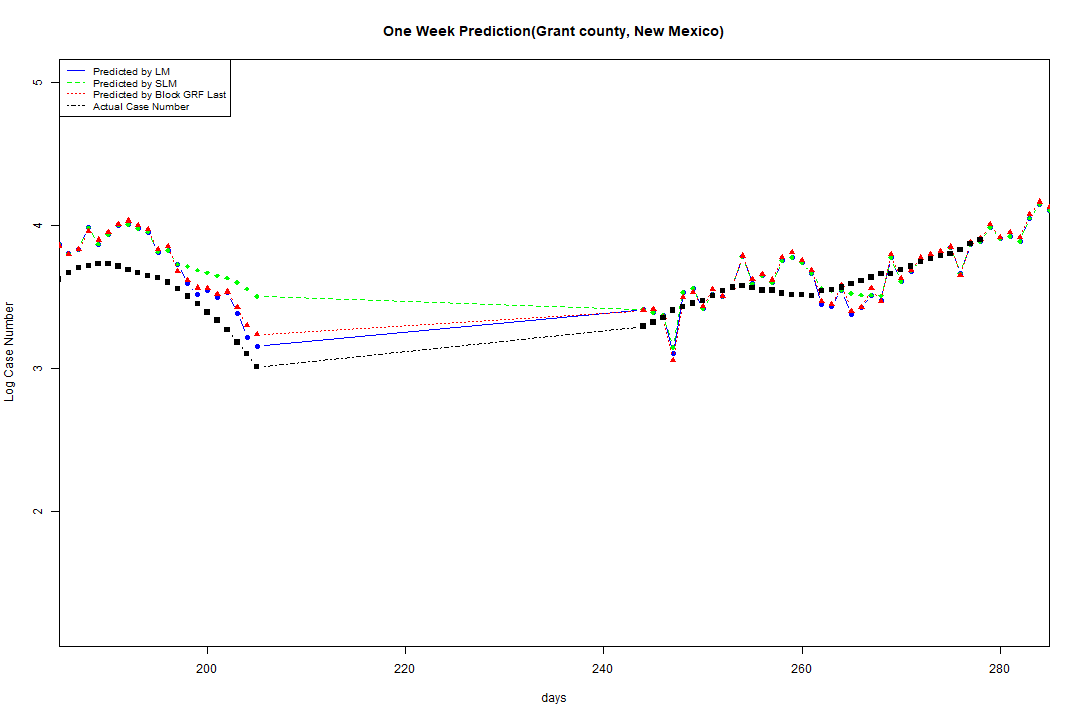 One Week Prediction(Grant county, New Mexico)
Predicted by LM
Predicted by SLM
Predicted by Block GRF Last
Actual Case Number
5
4
3
2
Log Case Number
200
220
240
260
280
days